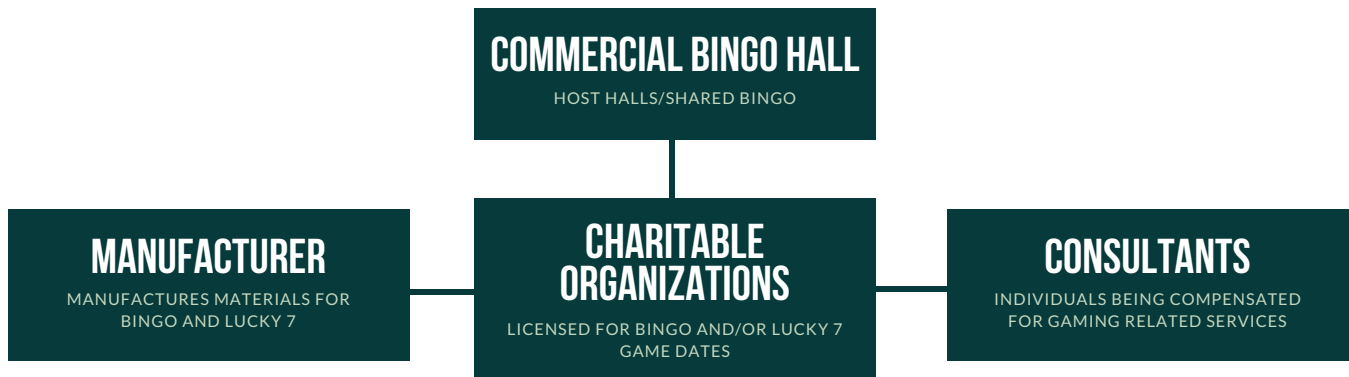 COMMERCIAL BINGO HALL
HOST HALLS/SHARED BINGO
MANUFACTURER
MANUFACTURES MATERIALS FOR
BINGO AND LUCKY 7
CHARITABLE
ORGANIZATIONS
LICENSED FOR BINGO AND/OR LUCKY 7
GAME DATES
CONSULTANTS
INDIVIDUALS BEING COMPENSATED
FOR GAMING RELATED SERVICES